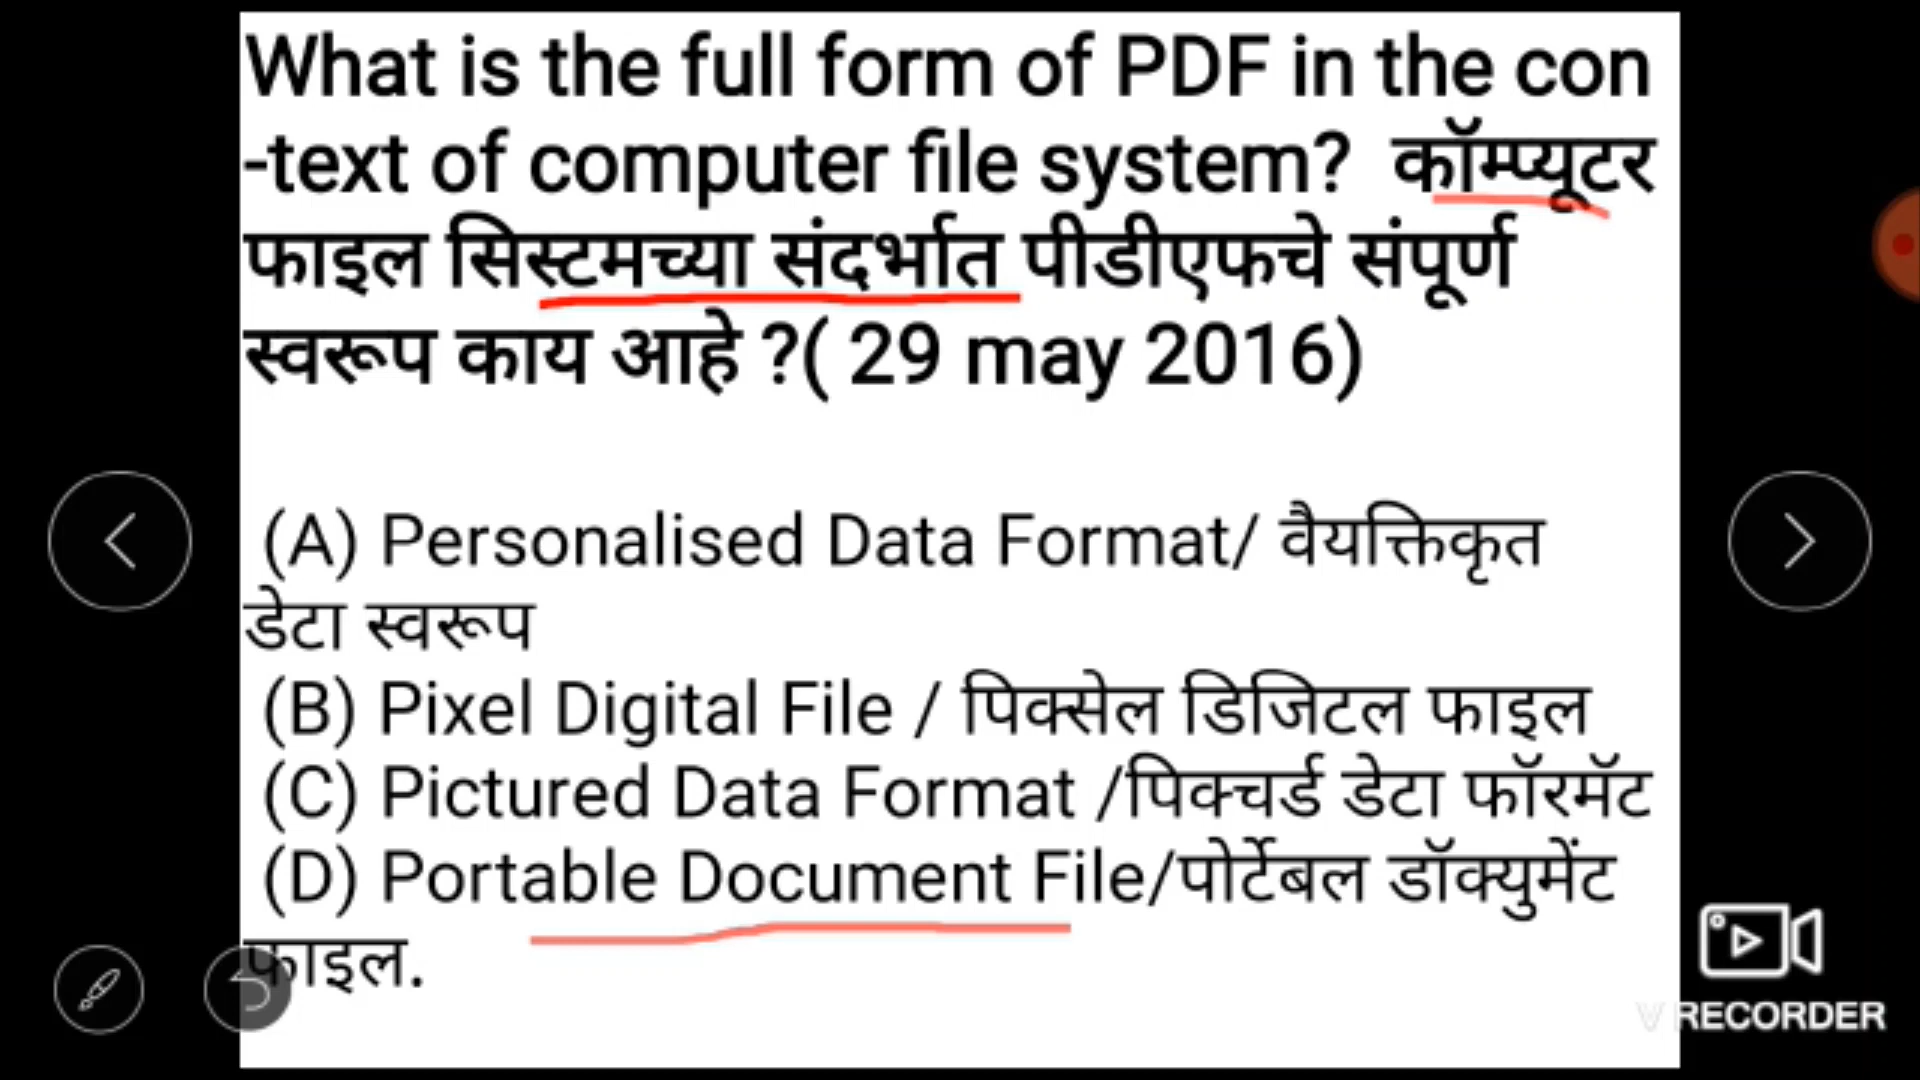 What is the full form of PDF in the con
-text of computer file system? कॉम्प्यूटर
फाइल सिस्टमच्या संदर्भात पीडीएफचे संपूर्ण
स्वरूप काय आहे ?( 29 may 2016)
(A) Personalised Data Format/ वैयक्तिकृत
डेटा स्वरूप
(B) Pixel Digital File / पिक्सेल डिजिटल फाइल
(C) Pictured Data Format /पिक्चर्ड डेटा फॉरमॅट
(D) Portable Document File/पोर्टेबल डॉक्युमेंट
फाइल.
V RECORDER